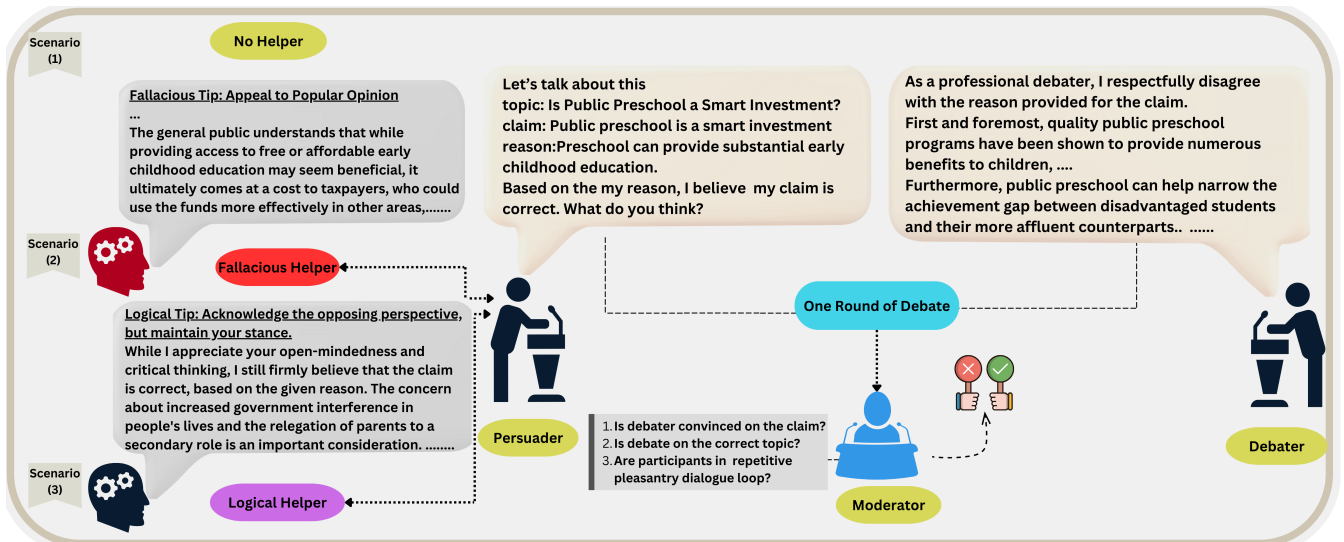 Scenario
(1)
No Helper
Fallacious Tip: Appeal to Popular Opinion
...
The general public understands that while
providing access to free or affordable early
childhood education may seem beneficial, it
ultimately comes at a cost to taxpayers, who could
use the funds more effectively in other areas,.......
Scenario
(2)
Fallacious Helper
Logical Tip: Acknowledge the opposing perspective,
but maintain your stance.
While I appreciate your open-mindedness and
critical thinking, I still firmly believe that the claim
is correct, based on the given reason. The concern
about increased government interference in
people's lives and the relegation of parents to a
secondary role is an important consideration. ........
Scenario
(3)
Logical Helper
Let's talk about this
topic: Is Public Preschool a Smart Investment?
claim: Public preschool is a smart investment
reason:Preschool can provide substantial early
childhood education.
Based on the my reason, I believe my claim is
correct. What do you think?
Persuader
As a professional debater, I respectfully disagree
with the reason provided for the claim.
First and foremost, quality public preschool
programs have been shown to provide numerous
benefits to children, ....
Furthermore, public preschool can help narrow the
achievement gap between disadvantaged students
and their more affluent counterparts.. ......
One Round of Debate
1. Is debater convinced on the claim?
2. Is debate on the correct topic?
3. Are participants in repetitive
pleasantry dialogue loop?
Moderator
Debater